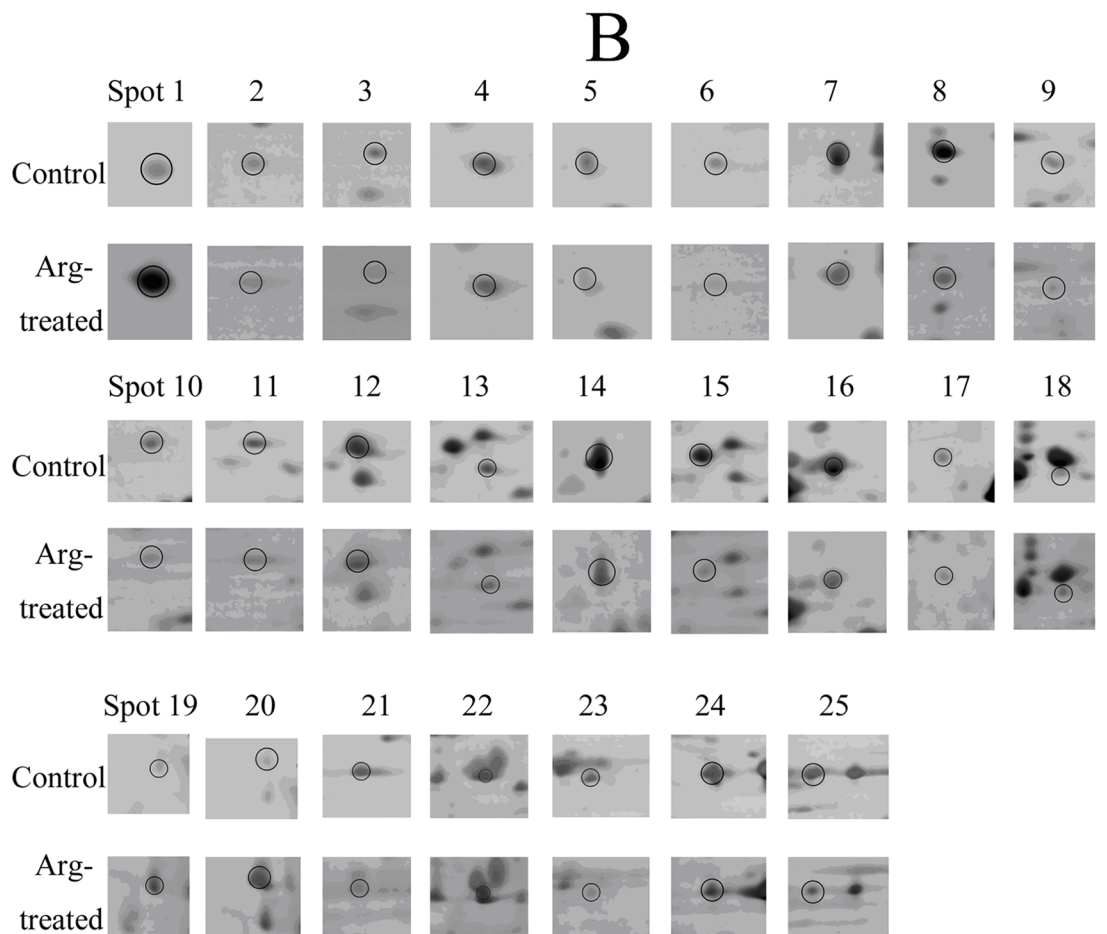 B
Spot 1 2 3 4 5 6 7 8 9
Control
Arg-
treated
Spot 10 11 12 13 14 15 16 17 18
Control
Arg-
treated
Spot 19 20 21 22 23 24 25
Control
Arg-
treated